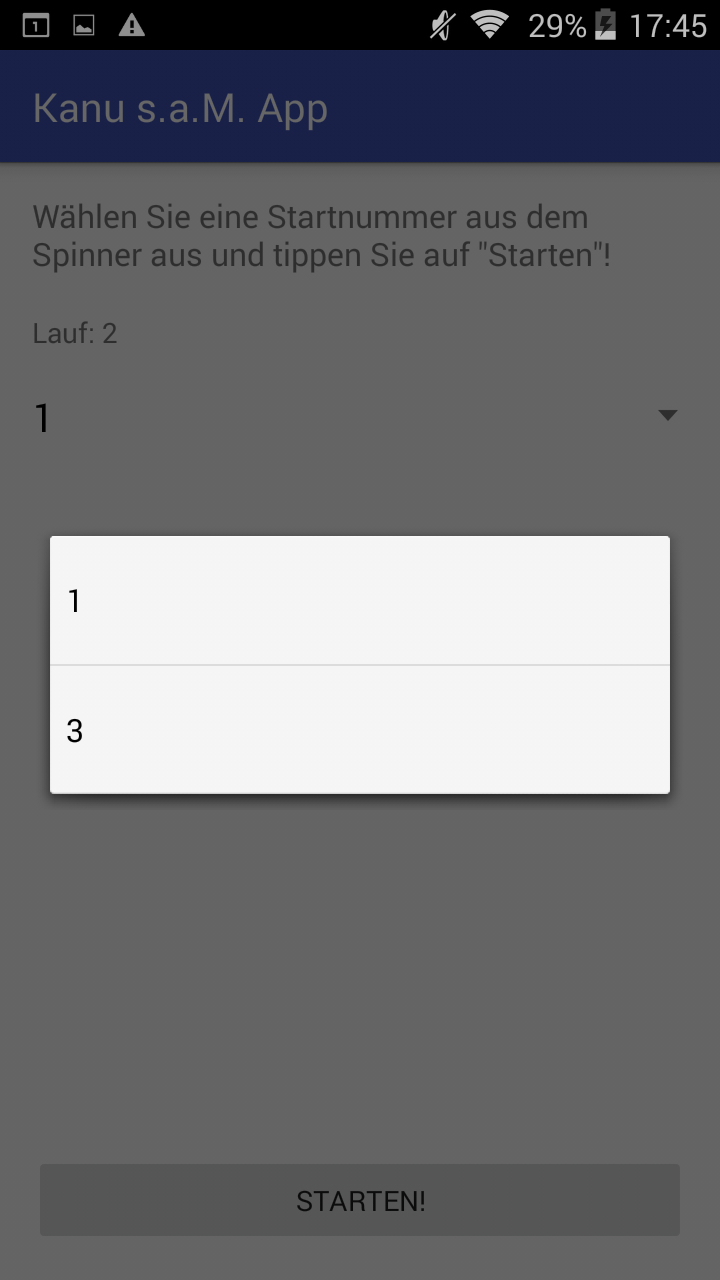 1
29% 17:45
Kanu s.a.M. App
Wählen Sie eine Startnummer aus dem
Spinner aus und tippen Sie auf "Starten"!
Lauf: 2
1
1
3
STARTEN!